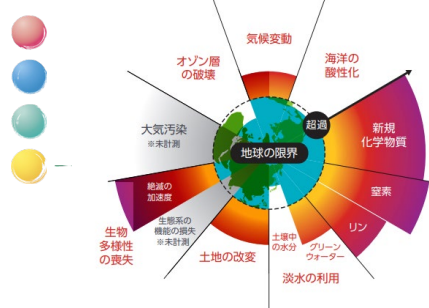 気候変動
オゾン層
の破壊
海洋の
酸性化
大気汚染
※未計測
超過
新規
化学物質
地球の限界
絶滅の
加速度
窒素
生態系の
機能の損失
※未計測
リン
生物
多様性
の喪失
土地の改変
土壌中
の水分
グリーン
ウォーター
淡水の利用